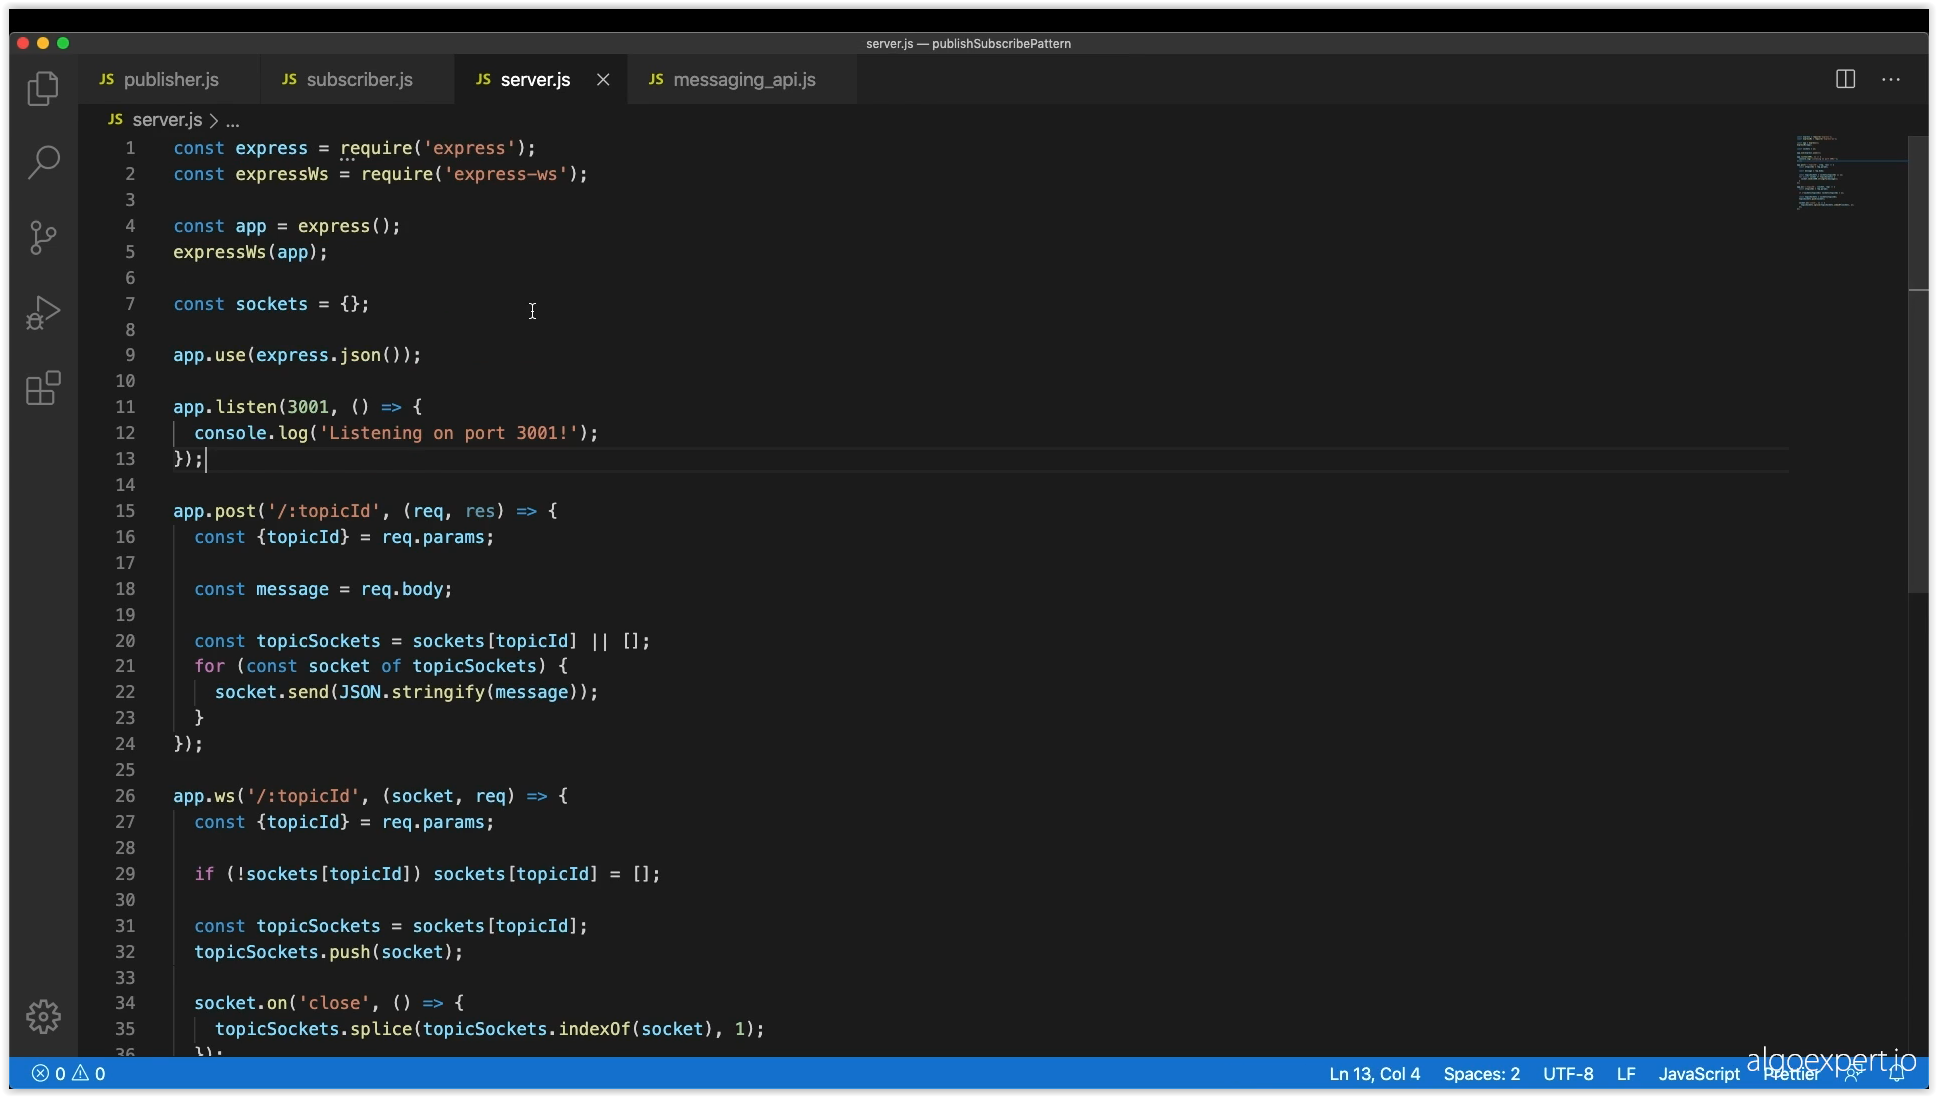 server.js — publishSubscribePattern
JS publisher.js JS subscriber.js JS server.js JS messaging_api.js
JS server.js > ...
1 const express = require('express');
2 const expressWs = require('express-ws');
3
4 const app = express();
5 expressWs(app);
6
7 const sockets = {};
8
9 app.use(express.json());
10
11 app.listen(3001, () => {
12 console.log('Listening on port 3001!');
13 });
14
15 app.post('/:topicId', (req, res) => {
16 const {topicId} = req.params;
17
18 const message = req.body;
19
20 const topicSockets = sockets[topicId] || [];
21 for (const socket of topicSockets) {
22 socket.send(JSON.stringify(message));
23 }
24 });
25
26 app.ws('/:topicId', (socket, req) => {
27 const {topicId} = req.params;
28
29 if (!sockets[topicId]) sockets[topicId] = [];
30
31 const topicSockets = sockets[topicId];
32 topicSockets.push(socket);
33
34 socket.on('close', () => {
35 topicSockets.splice(topicSockets.indexOf(socket), 1);
36 });
0 0 Ln 13, Col 4 Spaces: 2 UTF-8 LF JavaScript Prettier
algoexpert.io